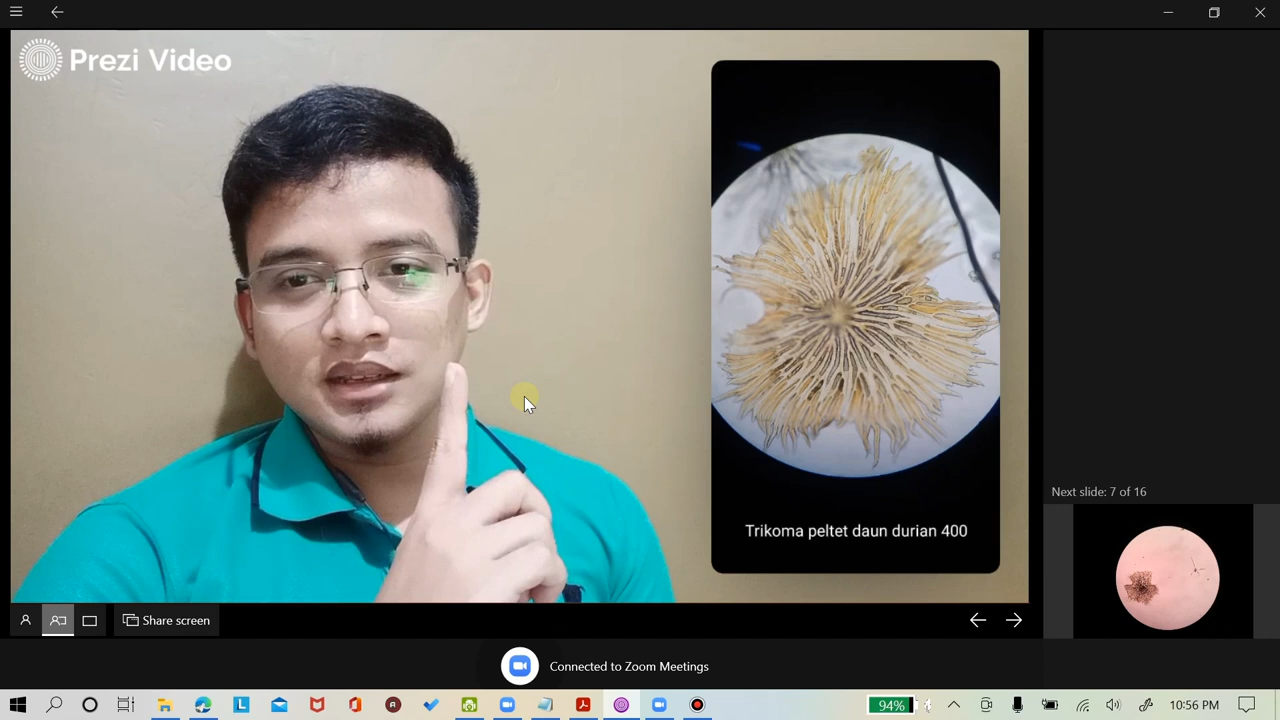 Prezi Video
Trikoma peltet daun durian 400
Next slide: 7 of 16
Share screen
Connected to Zoom Meetings
94%
10:56 PM